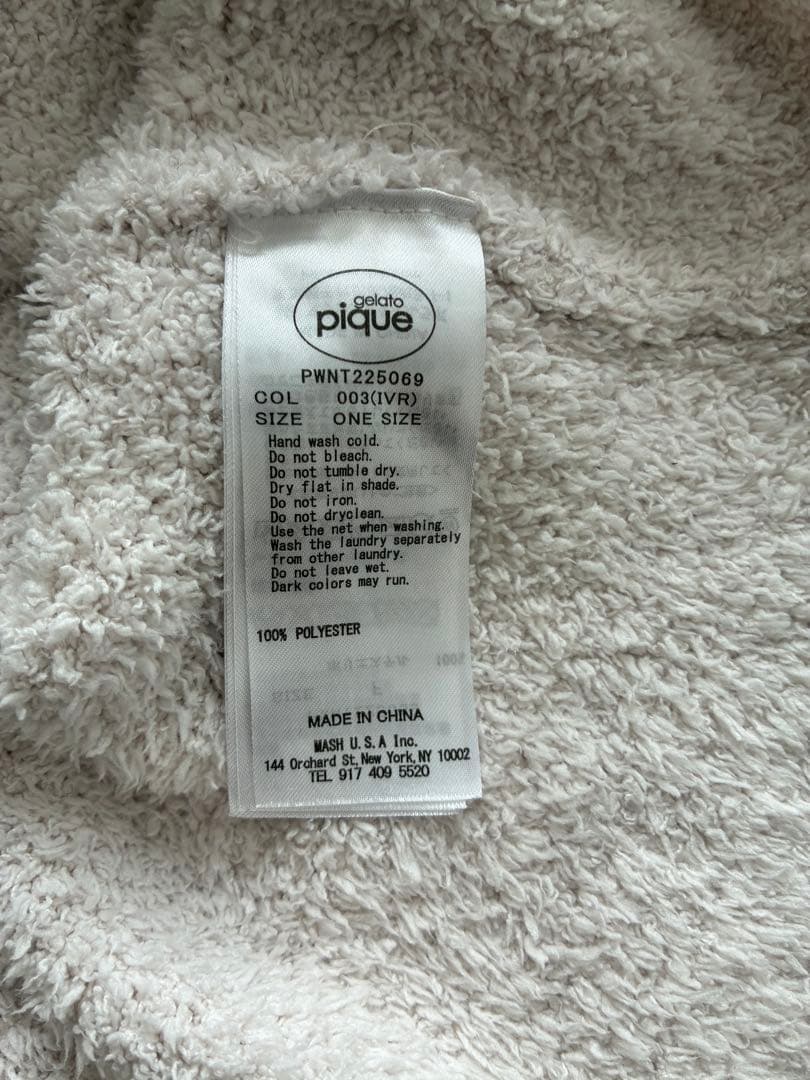 gelato
pique
PWNT225069
COL 003(IVR)
SIZE ONE SIZE
Hand wash cold.
Do not bleach.
Do not tumble dry.
Dry flat in shade.
Do not iron.
Do not dryclean.
Use the net when washing.
Wash the laundry separately
from other laundry.
Do not leave wet.
Dark colors may run.
100% POLYESTER
MADE IN CHINA
MASH U.S.A Inc.
144 Orchard St,New York,NY 10002
TEL 917 409 5520